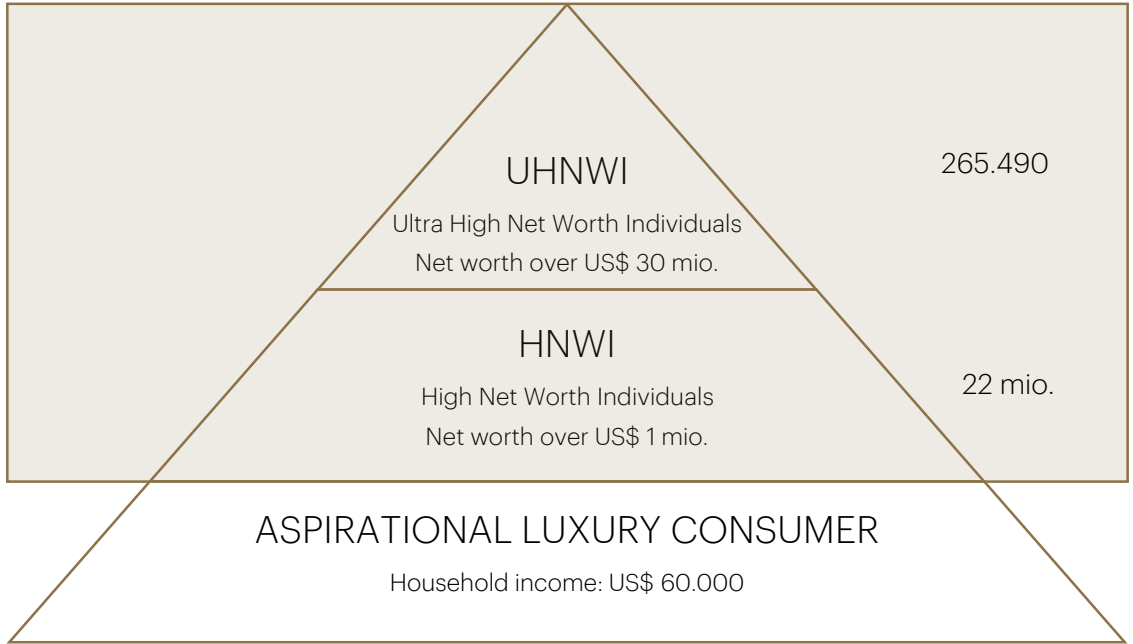 UHNWI
265.490
Ultra High Net Worth Individuals
Net worth over US$ 30 mio.
HNWI
22 mio.
High Net Worth Individuals
Net worth over US$ 1 mio.
ASPIRATIONAL LUXURY CONSUMER
Household income: US$ 60.000